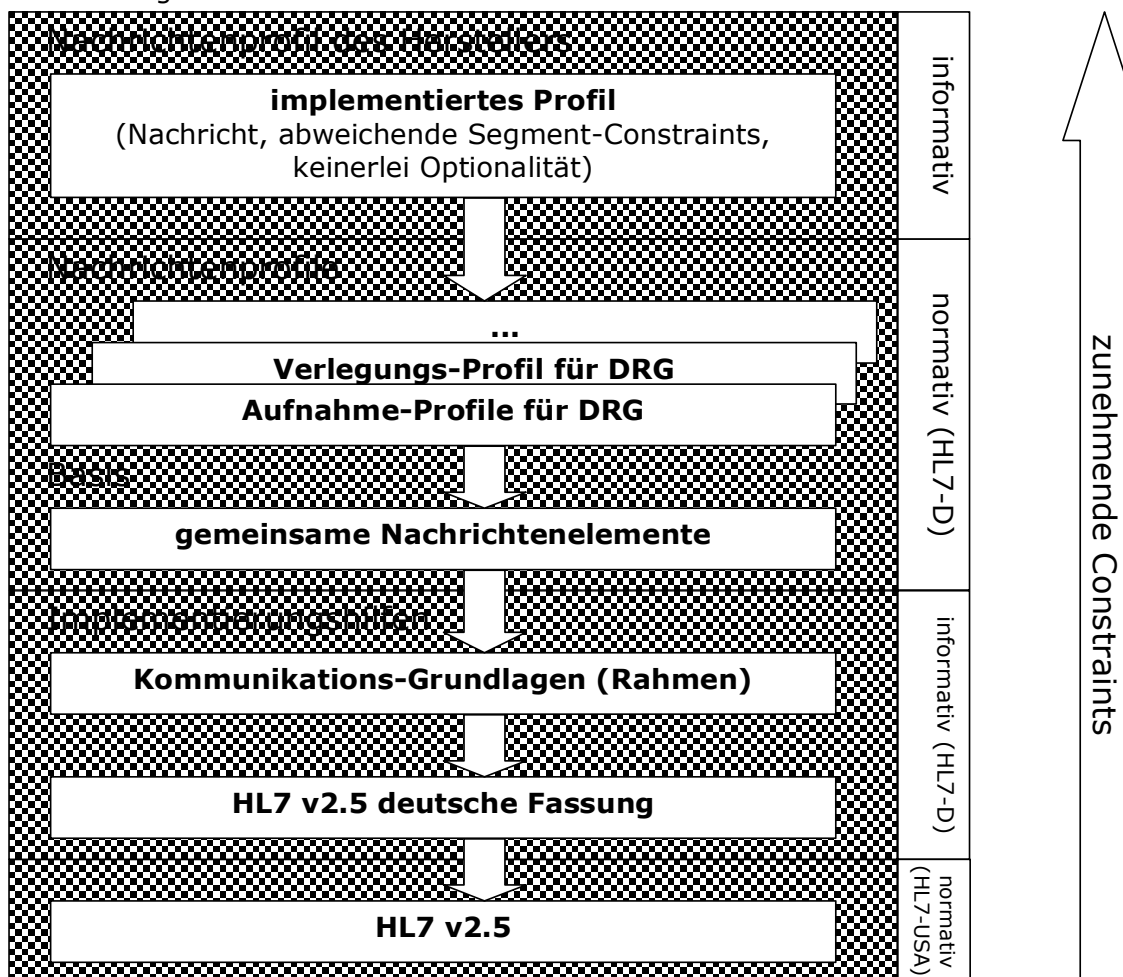 Nachrichtenprofil des Herstellers
implementiertes Profil
(Nachricht, abweichende Segment-Constraints,
keinerlei Optionalität)
informativ
Nachrichtenprofile
...
Verlegungs-Profil für DRG
Aufnahme-Profile für DRG
Basis
gemeinsame Nachrichtenelemente
normativ (HL7-D)
Implementierungshilfen
Kommunikations-Grundlagen (Rahmen)
HL7 v2.5 deutsche Fassung
informativ (HL7-D)
HL7 v2.5
normativ
(HL7-USA)
zunehmende Constraints